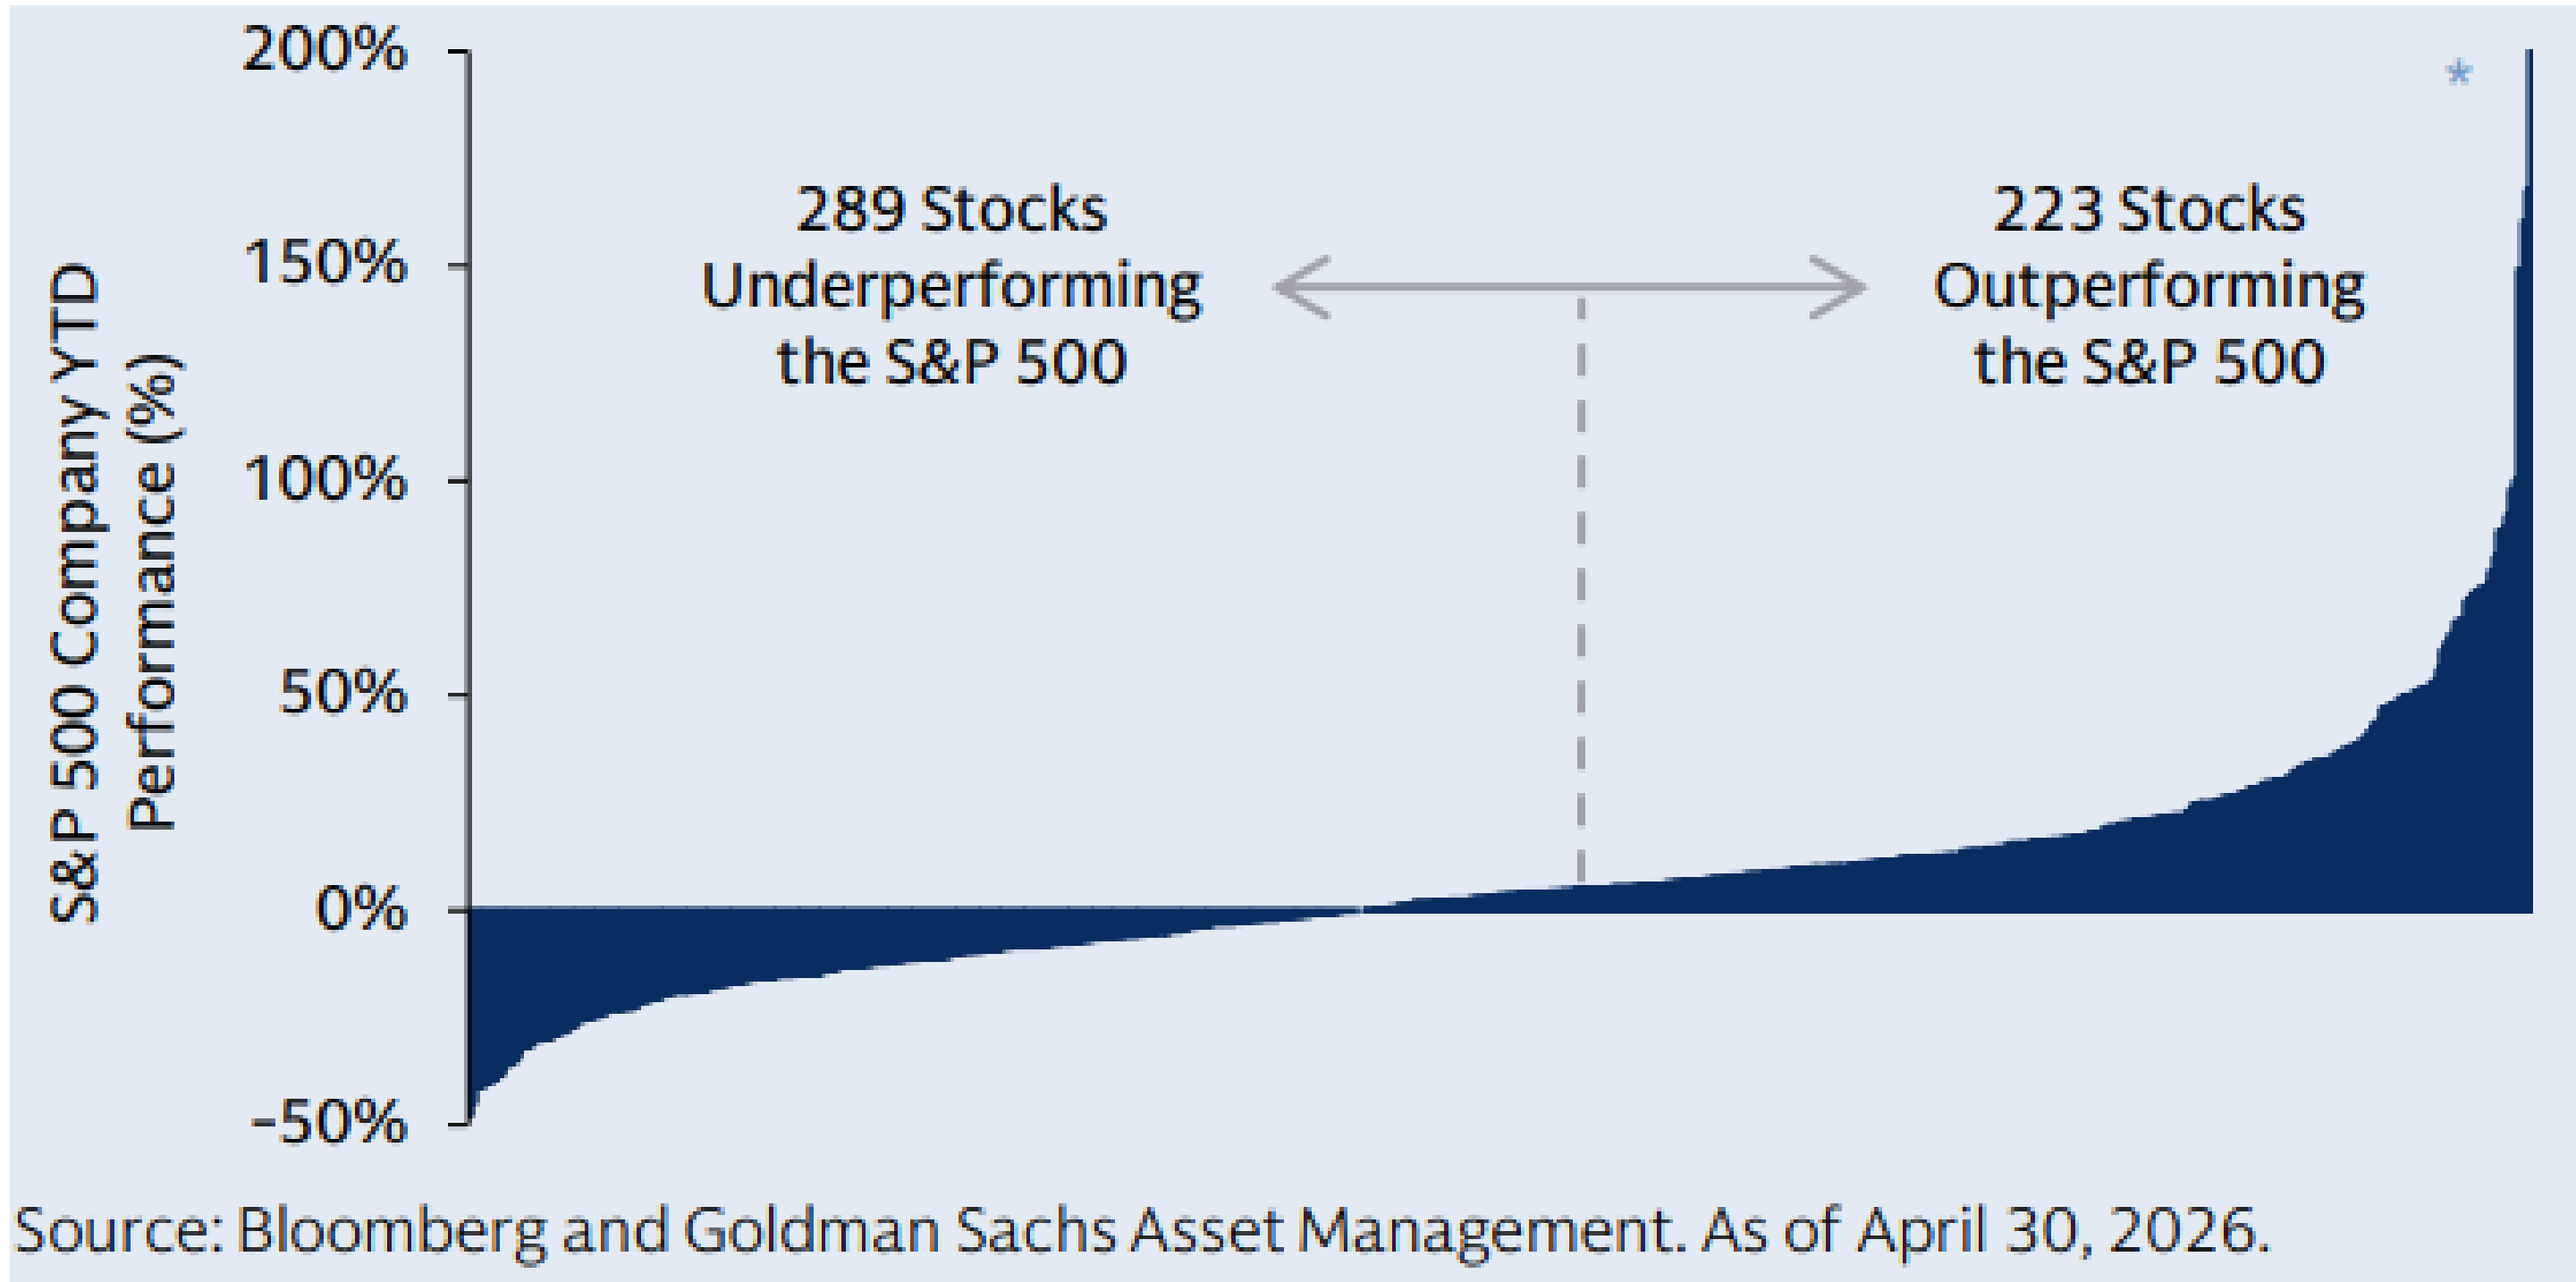 200%
150%
100%
50%
0%
-50%
S&P 500 Company YTD
Performance (%)
289 Stocks
Underperforming
the S&P 500
223 Stocks
Outperforming
the S&P 500
*
Source: Bloomberg and Goldman Sachs Asset Management. As of April 30, 2026.